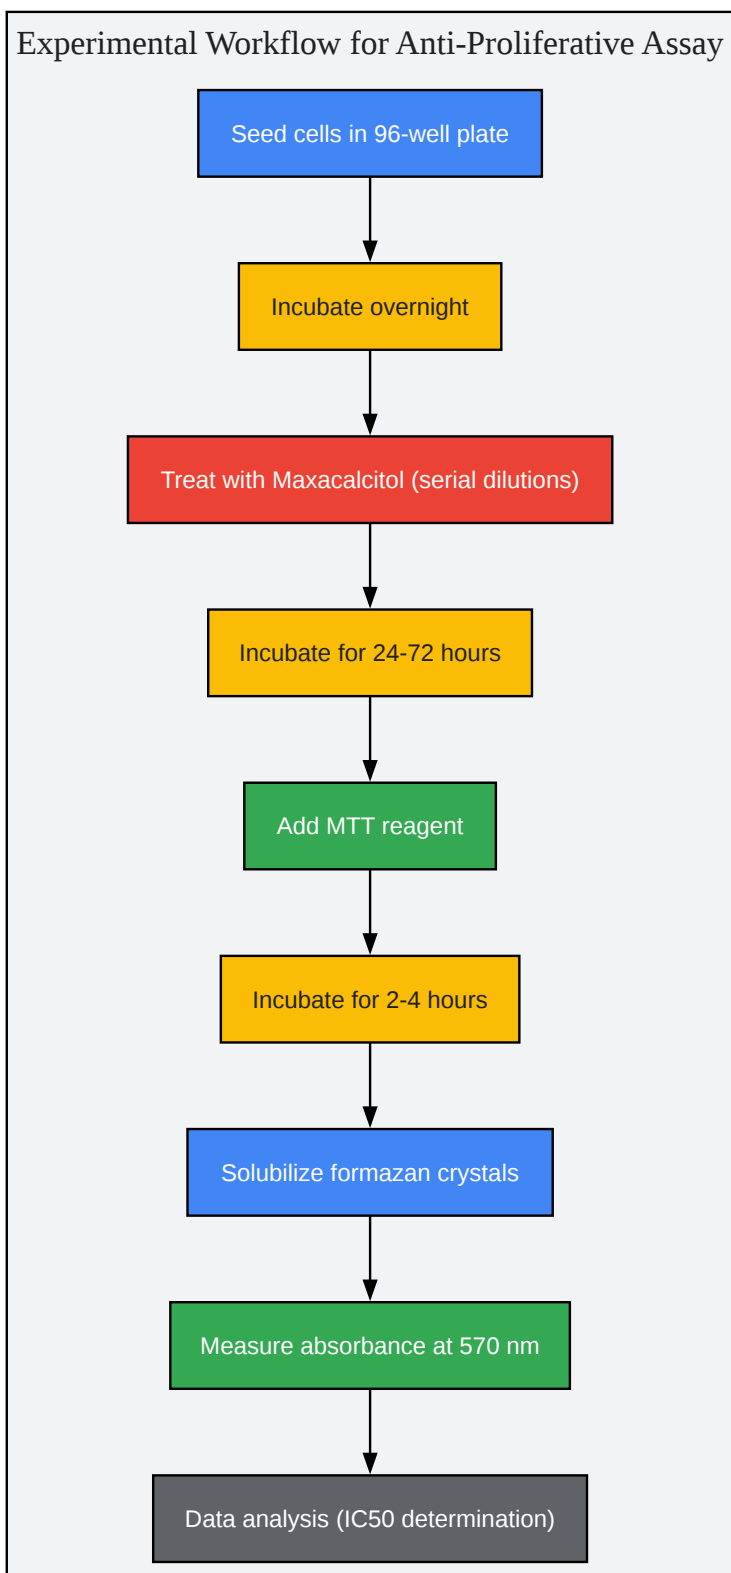 Experimental Workflow for Anti-Proliferative Assay
Seed cells in 96-well plate
Incubate overnight
Treat with Maxacalcitol (serial dilutions)
Incubate for 24-72 hours
Add MTT reagent
Incubate for 2-4 hours
Solubilize formazan crystals
Measure absorbance at 570 nm
Data analysis (IC50 determination)